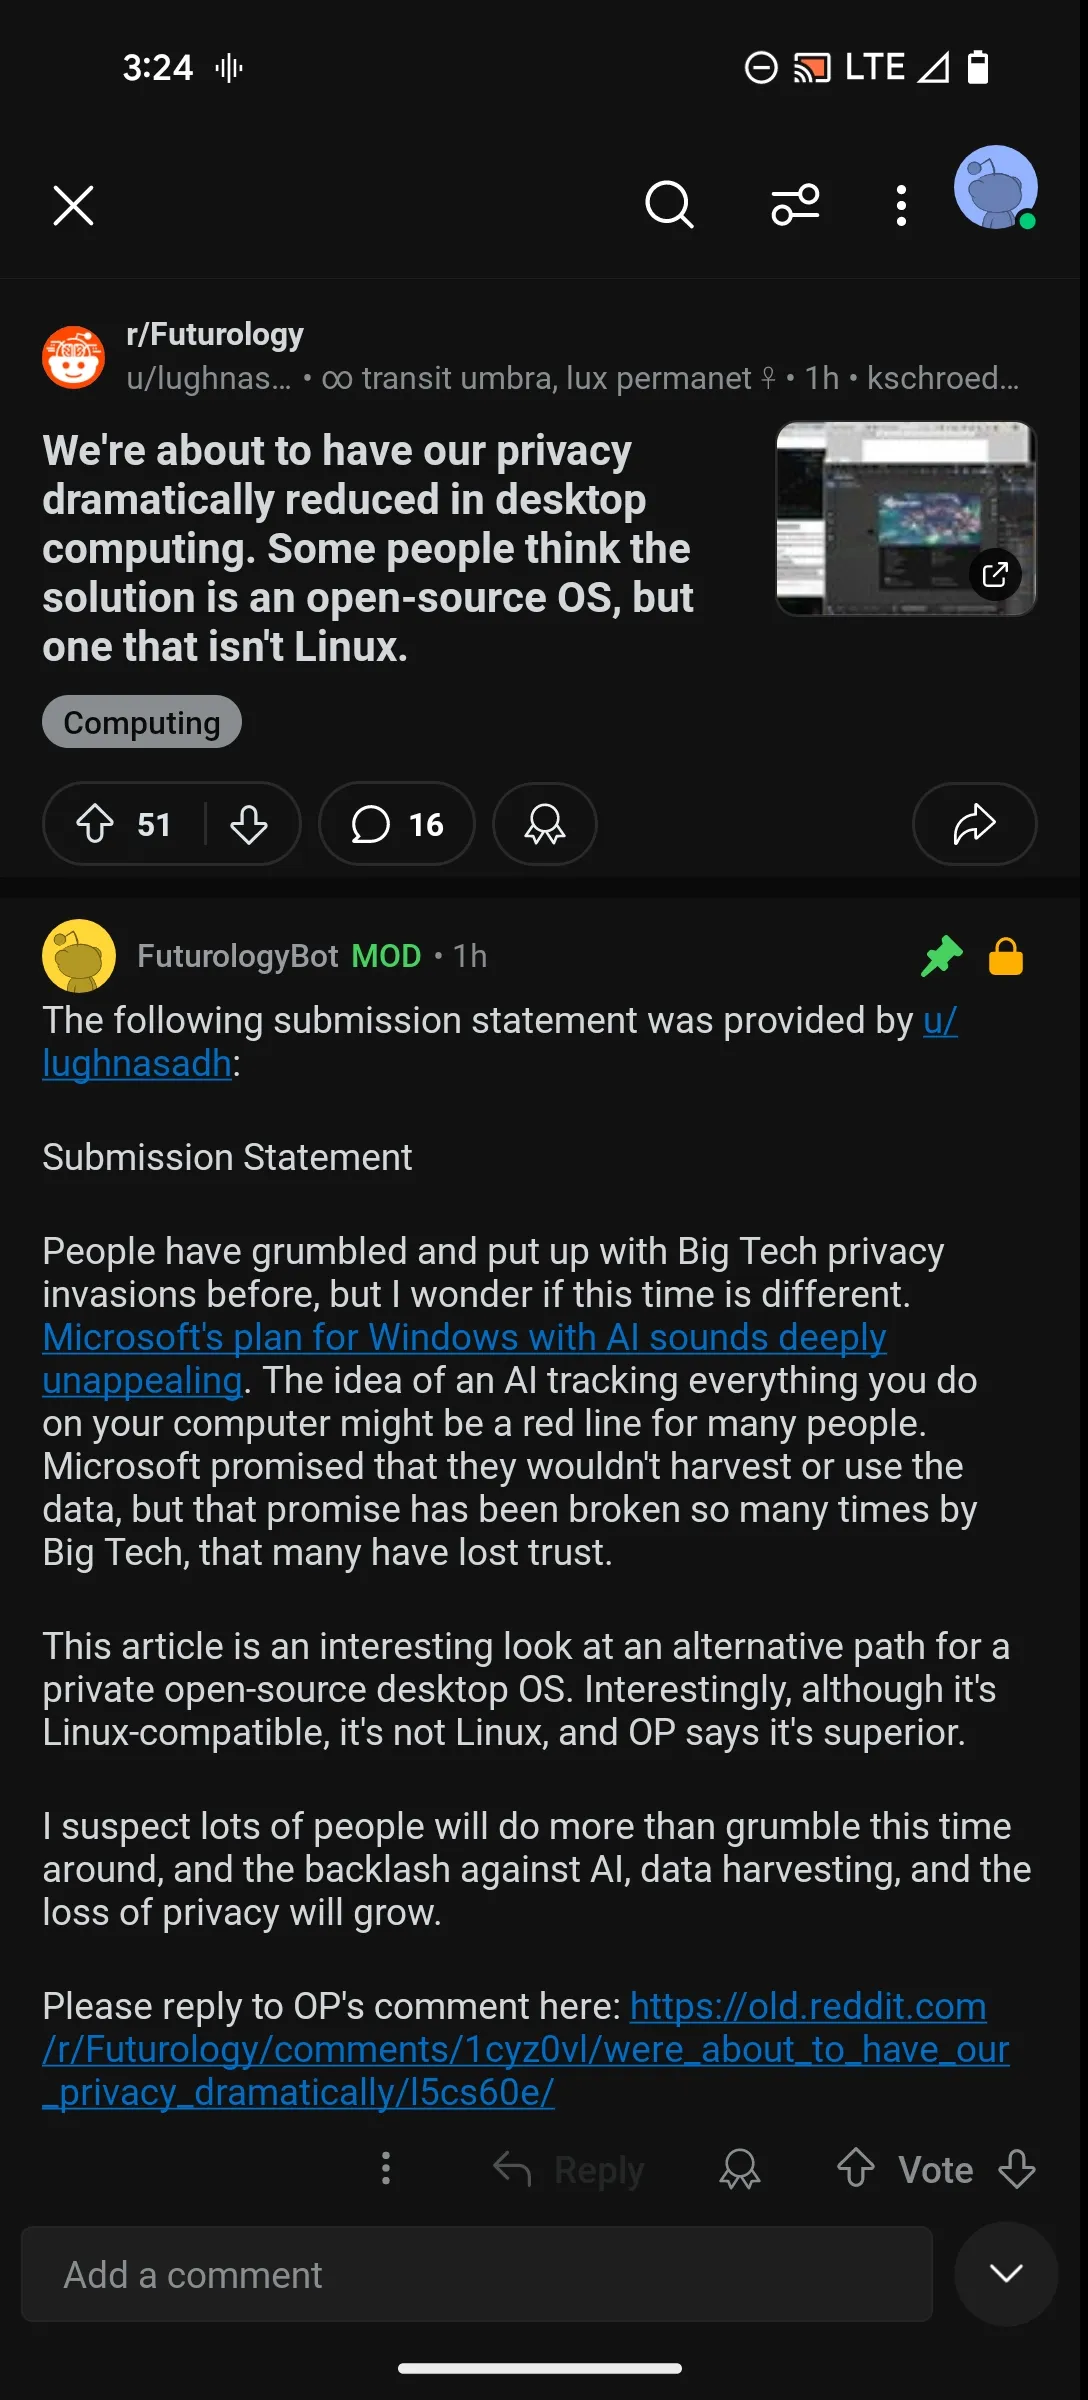 3:24
LTE
r/Futurology
u/lughnas... • ∞ transit umbra, lux permanet ♀ • 1h • kschroed...
We're about to have our privacy
dramatically reduced in desktop
computing. Some people think the
solution is an open-source OS, but
one that isn't Linux.
Computing
51
16
FuturologyBot MOD • 1h
The following submission statement was provided by u/
lughnasadh:
Submission Statement
People have grumbled and put up with Big Tech privacy
invasions before, but I wonder if this time is different.
Microsoft's plan for Windows with AI sounds deeply
unappealing. The idea of an AI tracking everything you do
on your computer might be a red line for many people.
Microsoft promised that they wouldn't harvest or use the
data, but that promise has been broken so many times by
Big Tech, that many have lost trust.
This article is an interesting look at an alternative path for a
private open-source desktop OS. Interestingly, although it's
Linux-compatible, it's not Linux, and OP says it's superior.
I suspect lots of people will do more than grumble this time
around, and the backlash against AI, data harvesting, and the
loss of privacy will grow.
Please reply to OP's comment here: https://old.reddit.com
/r/Futurology/comments/1cyz0vl/were_about_to_have_our
_privacy_dramatically/l5cs60e/
Reply
Vote
Add a comment